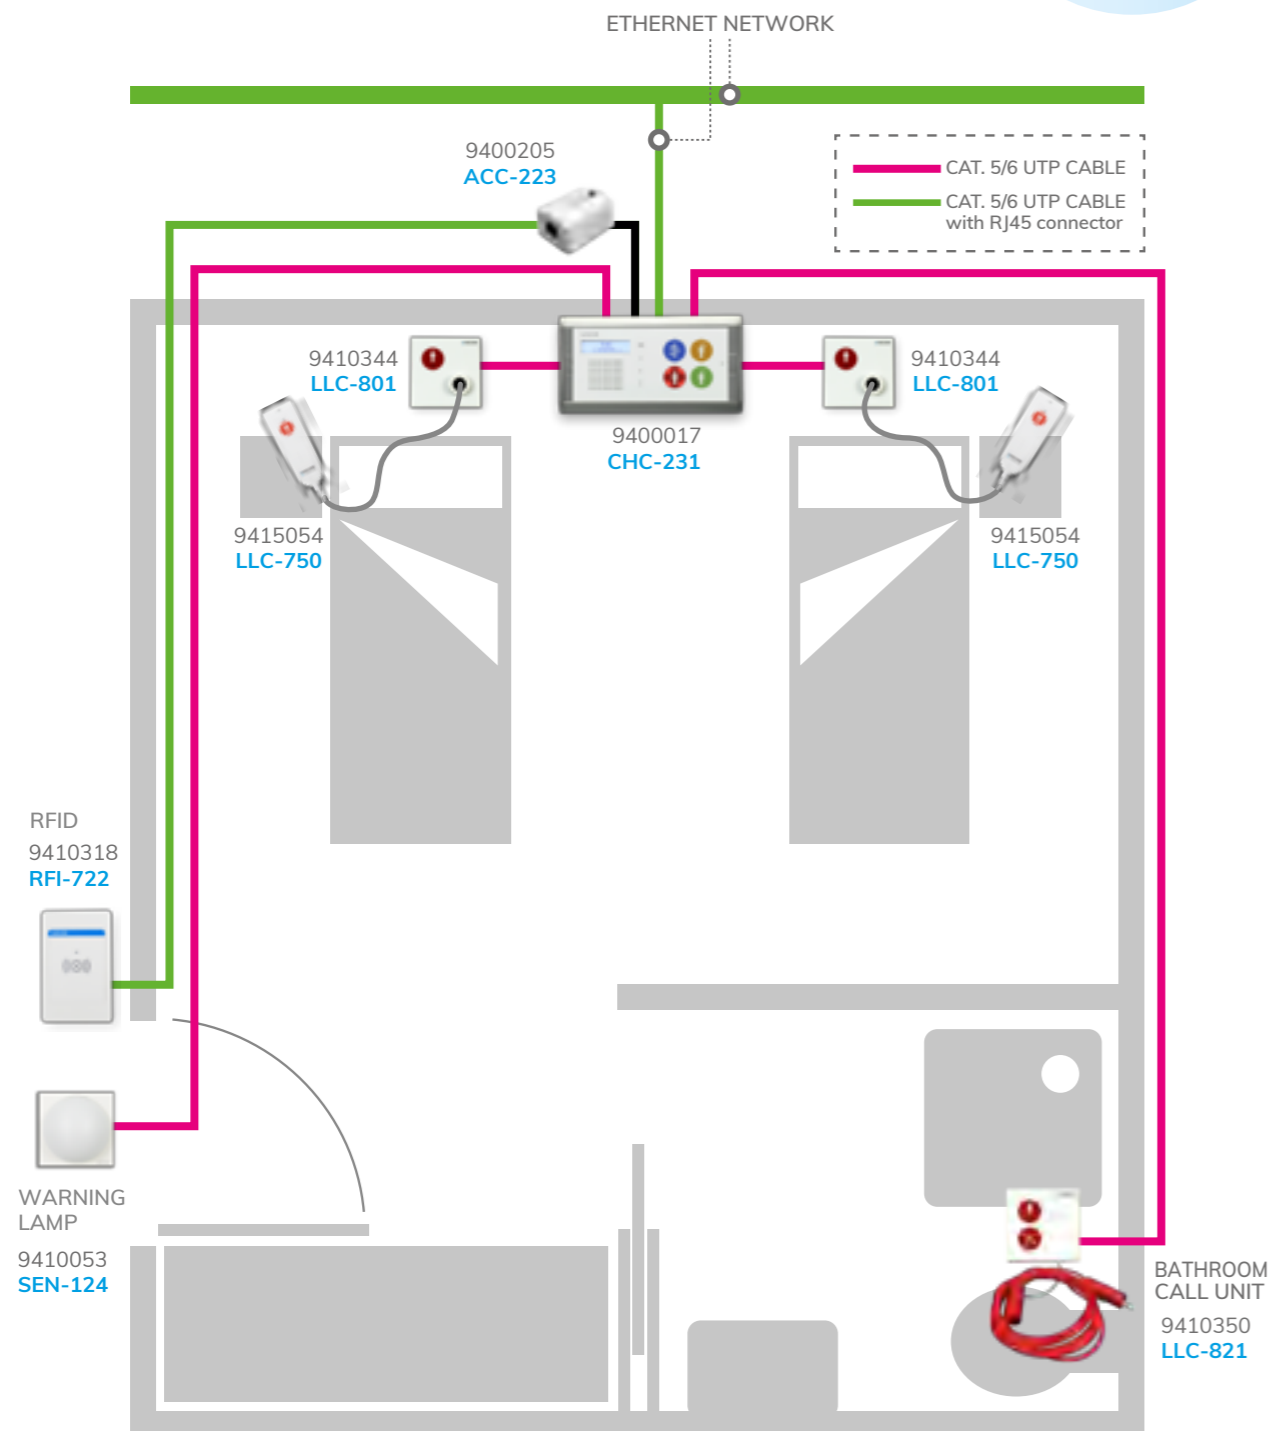 ETHERNET NETWORK
9400205
ACC-223
CAT. 5/6 UTP CABLE
CAT. 5/6 UTP CABLE
with RJ45 connector
9410344
LLC-801
9410344
LLC-801
9400017
CHC-231
9415054
LLC-750
9415054
LLC-750
RFID
9410318
RFI-722
WARNING
LAMP
9410053
SEN-124
BATHROOM
CALL UNIT
9410350
LLC-821